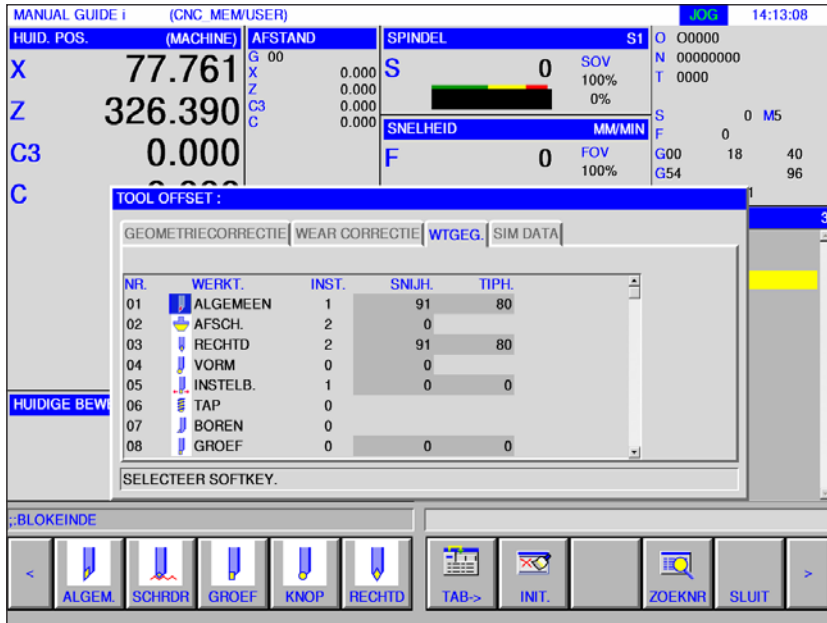 MANUAL GUIDE i (CNC_MEM/USER) JOG 14:13:08
HUID. POS. (MACHINE) AFSTAND SPINDEL S1 O O0000
G 00 N 00000000
X 77.761 X 0.000 S 0 SOV T 0000
Z 0.000 100%
Z 326.390 C3 0.000 0%
C 0.000 S 0 M5
SNELHEID MM/MIN F 0
C3 0.000 F 0 FOV G00 18 40
100% G54 96
C 1
TOOL OFFSET :
3
GEOMETRIECORRECTIE WEAR CORRECTIE WTGEG. SIM DATA
NR. WERKT. INST. SNIJH. TIPH.
01 ALGEMEEN 1 91 80
02 AFSCH. 2 0
03 RECHTD 2 91 80
04 VORM 0 0
05 INSTELB. 1 0 0
HUIDIGE BEW
06 TAP 0
07 BOREN 0
08 GROEF 0 0 0
SELECTEER SOFTKEY.
;:BLOKEINDE
< ALGEM. SCHRDR GROEF KNOP RECHTD TAB-> INIT. ZOEKNR SLUIT >